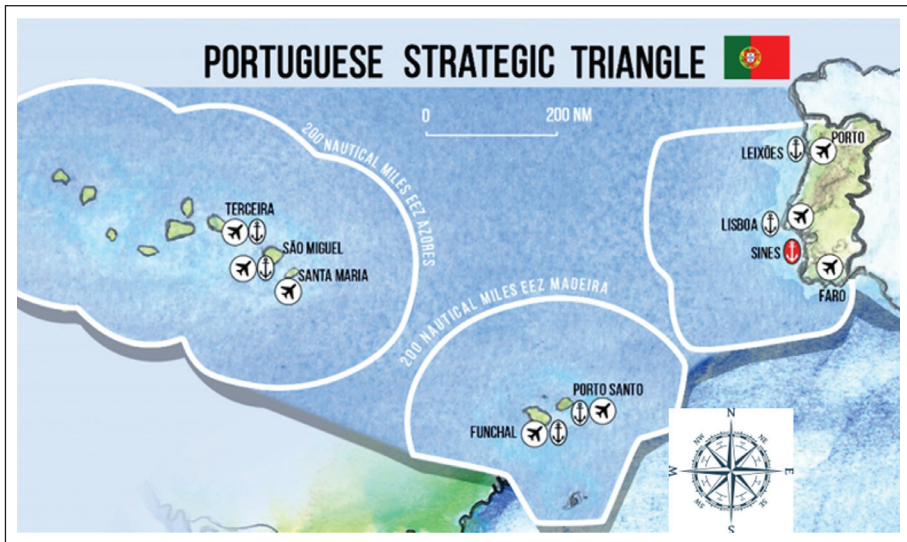 PORTUGUESE STRATEGIC TRIANGLE
0 200 NM
200 NAUTICAL MILES EEZ AZORES
LEIXÕES
PORTO
LISBOA
SINES
FARO
TERCEIRA
SÃO MIGUEL
SANTA MARIA
200 NAUTICAL MILES EEZ MADEIRA
PORTO SANTO
FUNCHAL
N
NW NE
M E
SW SE
S